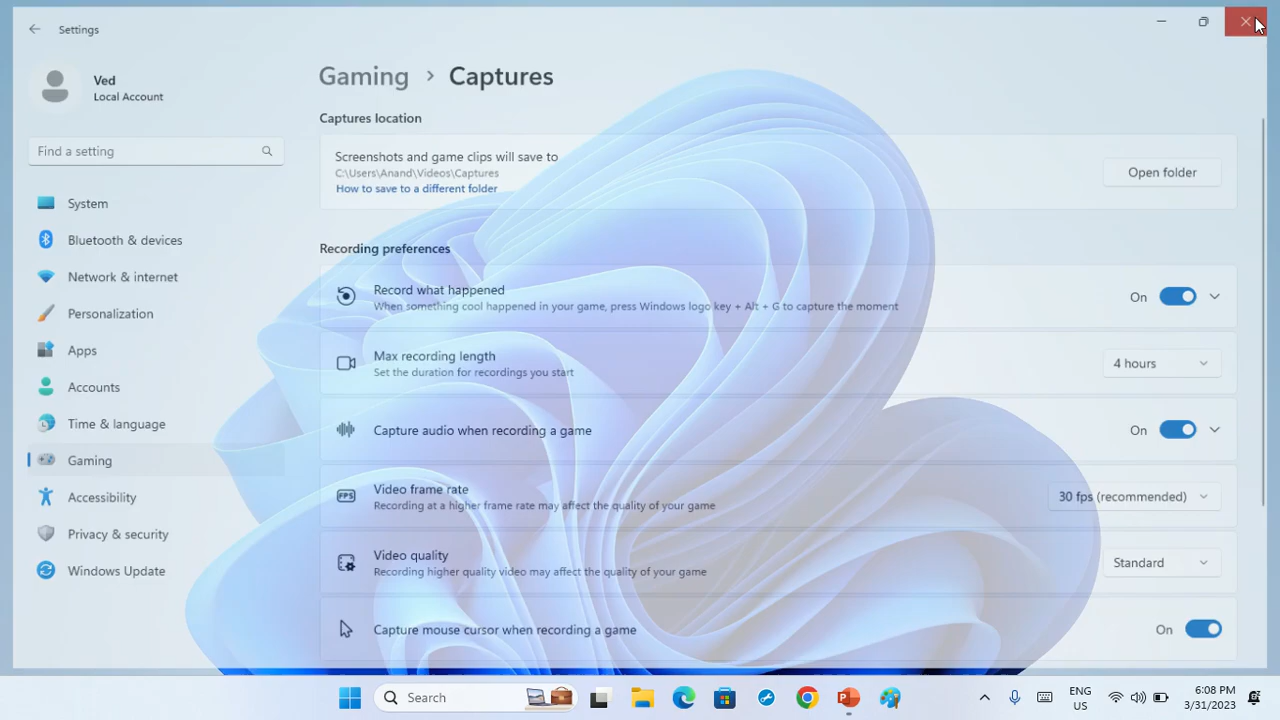 Settings
Ved
Local Account
Find a setting
System
Bluetooth & devices
Network & internet
Personalization
Apps
Accounts
Time & language
Gaming
Accessibility
Privacy & security
Windows Update
Gaming > Captures
Captures location
Screenshots and game clips will save to
C:\Users\Anand\Videos\Captures
How to save to a different folder
Open folder
Recording preferences
Record what happened
When something cool happened in your game, press Windows logo key + Alt + G to capture the moment
On
Max recording length
Set the duration for recordings you start
4 hours
Capture audio when recording a game
On
FPS
Video frame rate
Recording at a higher frame rate may affect the quality of your game
30 fps (recommended)
Video quality
Recording higher quality video may affect the quality of your game
Standard
Capture mouse cursor when recording a game
On
Search
ENG
US
6:08 PM
3/31/2023